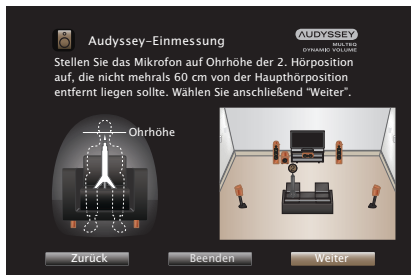 Audyssey-Einmessung
AUDYSSEY
MULTEQ
DYNAMIC VOLUME
Stellen Sie das Mikrofon auf Ohrhöhe der 2. Hörposition
auf, die nicht mehrals 60 cm von der Haupthörposition
entfernt liegen sollte. Wählen Sie anschließend “Weiter”.
Ohrhöhe
Zurück
Beenden
Weiter